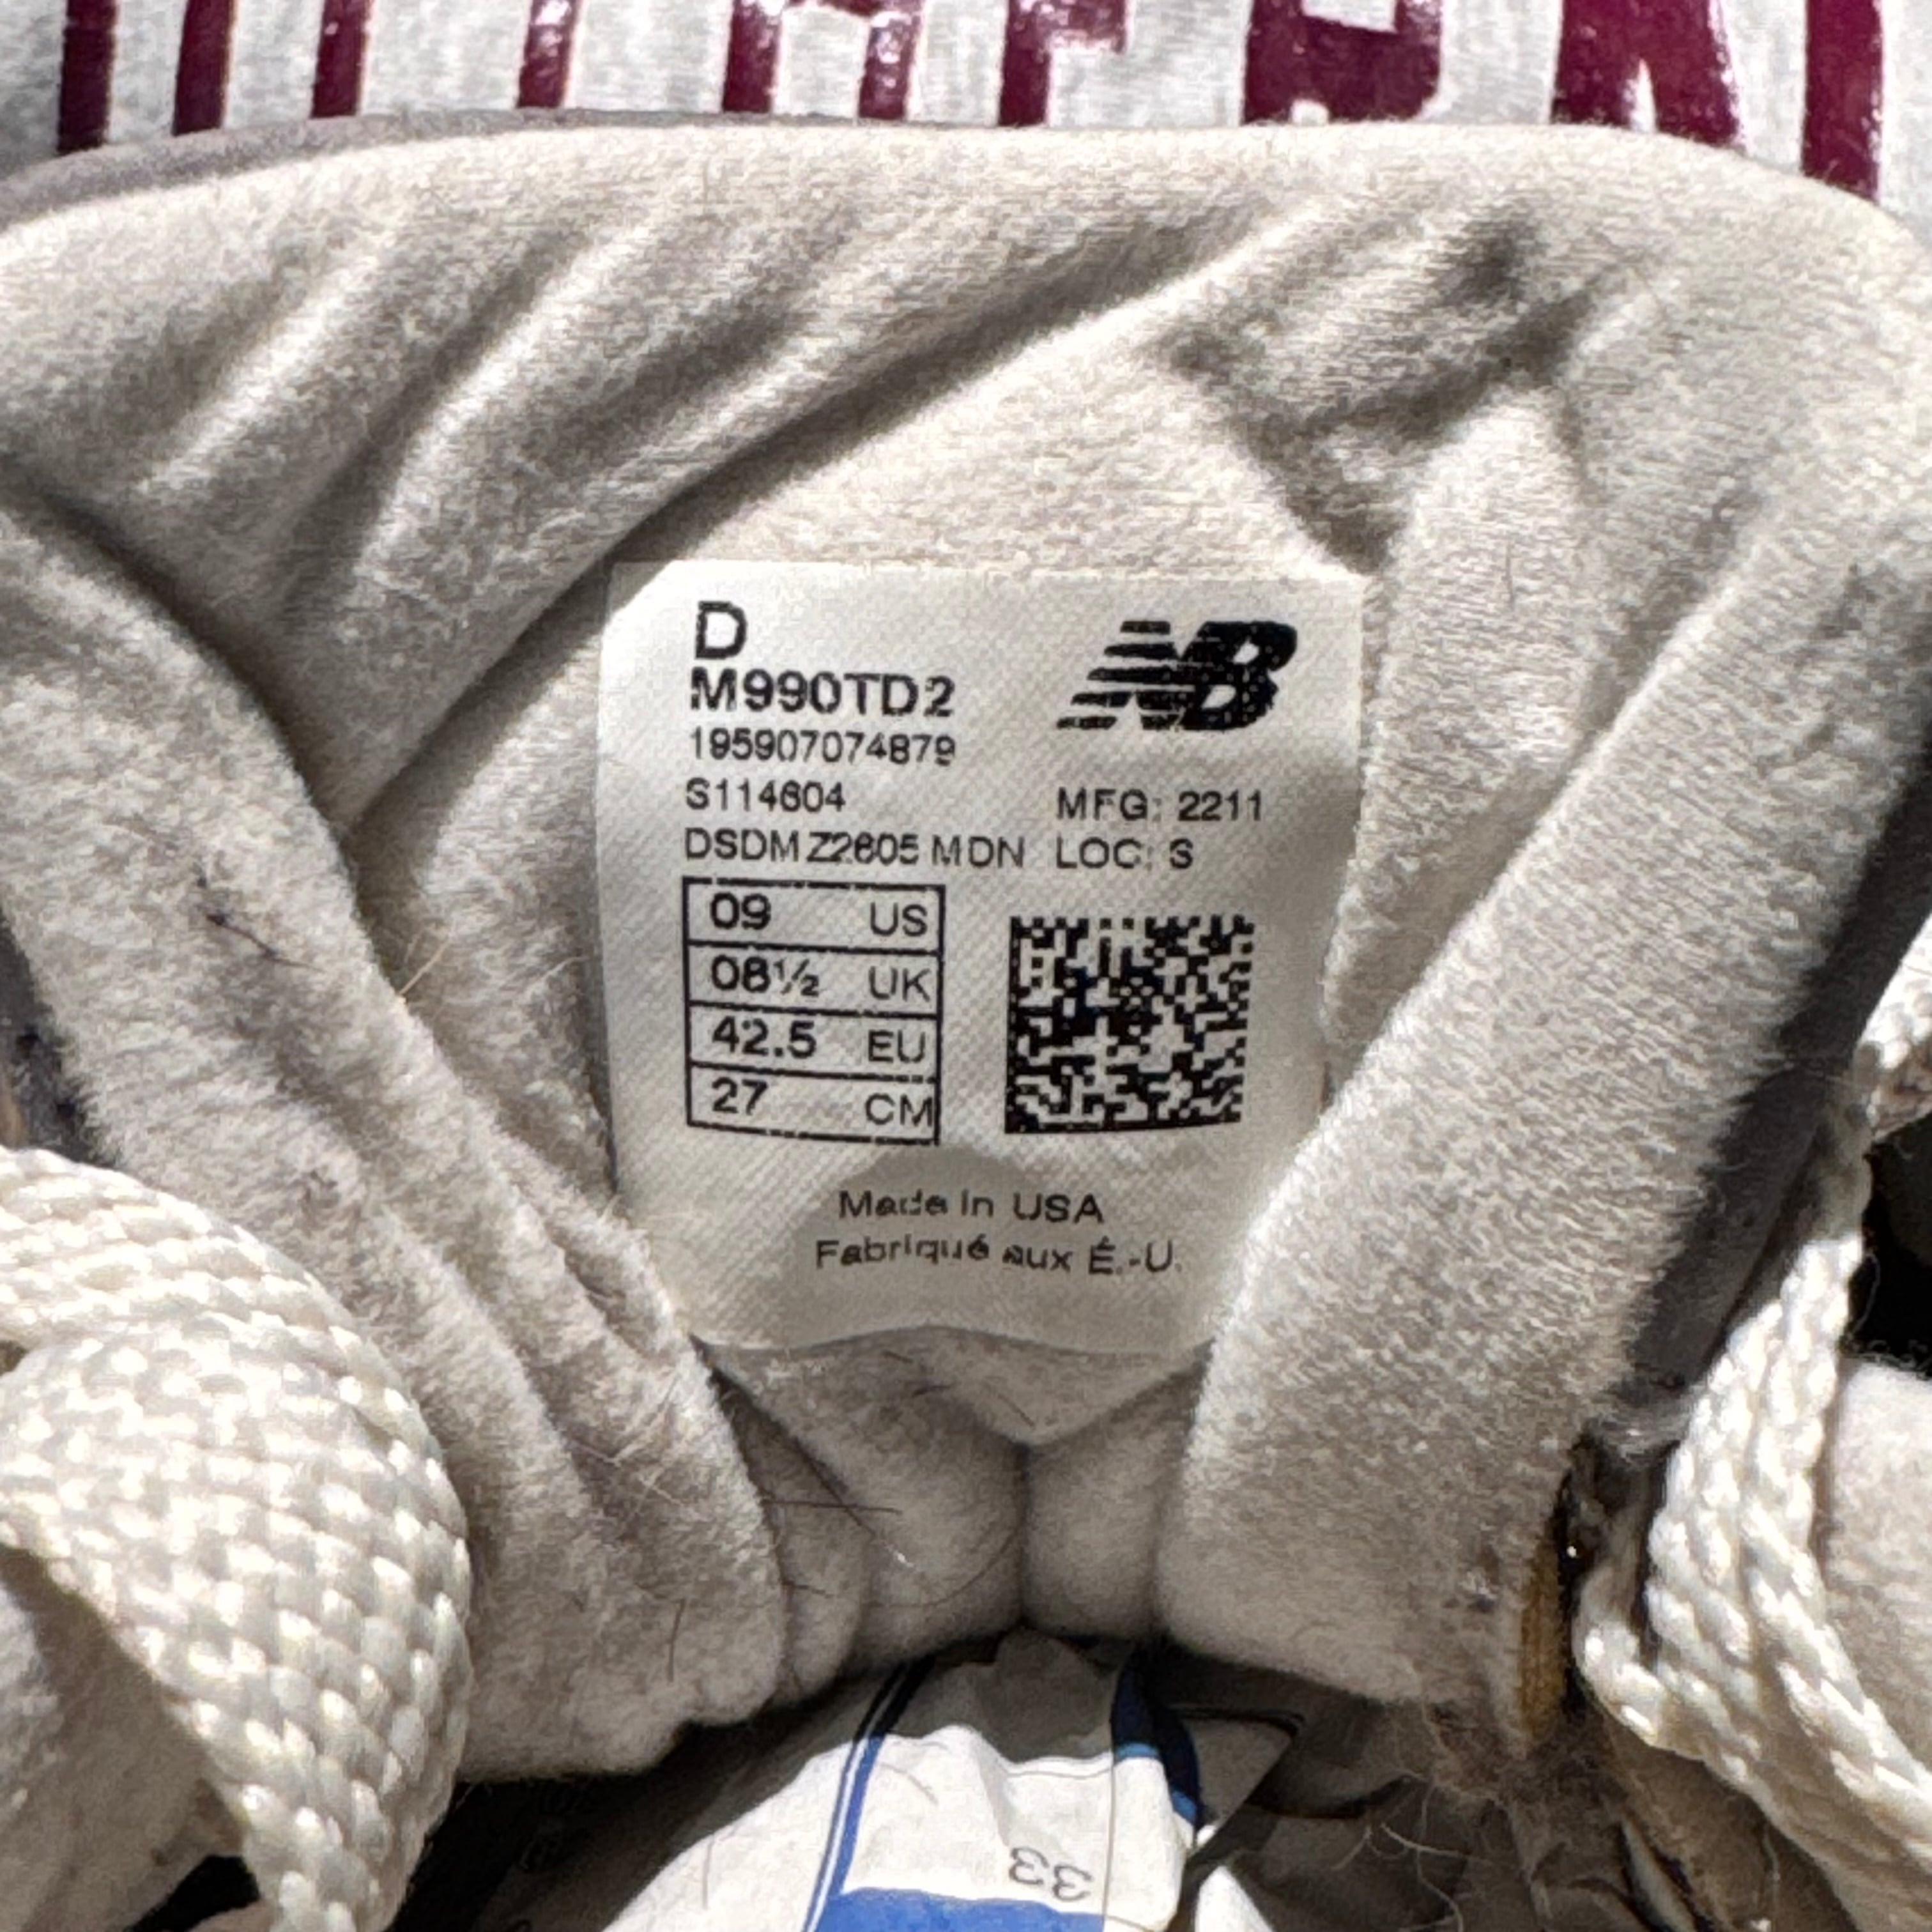 D
M990TD2
NB
195907074879
S114604 MFG: 2211
DSDM Z2605 MDN LOC: S
09 US
08½ UK
42.5 EU
27 CM
Made in USA
Fabriqué aux É.-U.
33